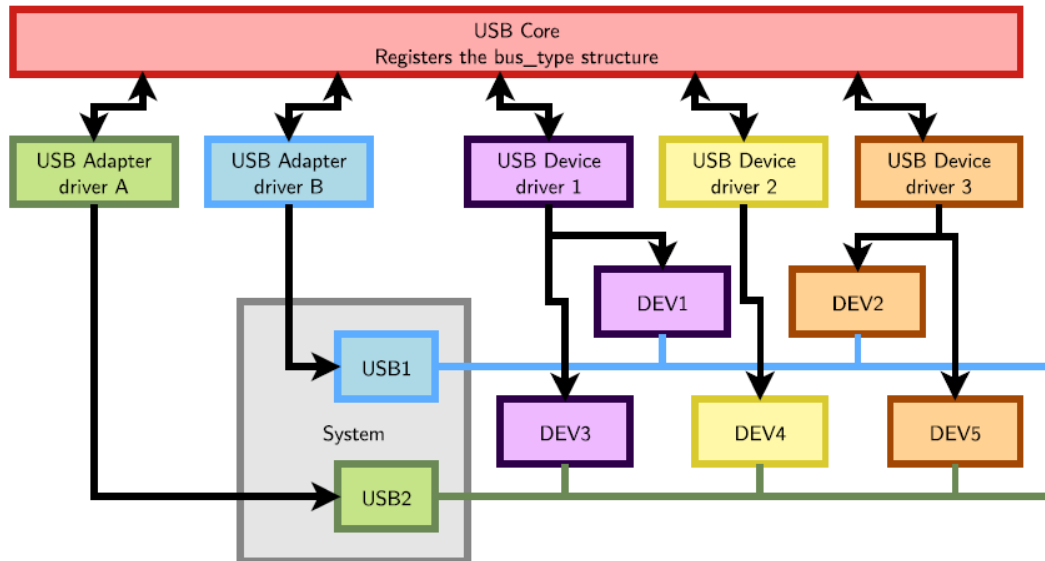 USB Core
Registers the bus_type structure
USB Adapter
driver A
USB Adapter
driver B
USB Device
driver 1
USB Device
driver 2
USB Device
driver 3
DEV1
DEV2
USB1
System
DEV3
DEV4
DEV5
USB2